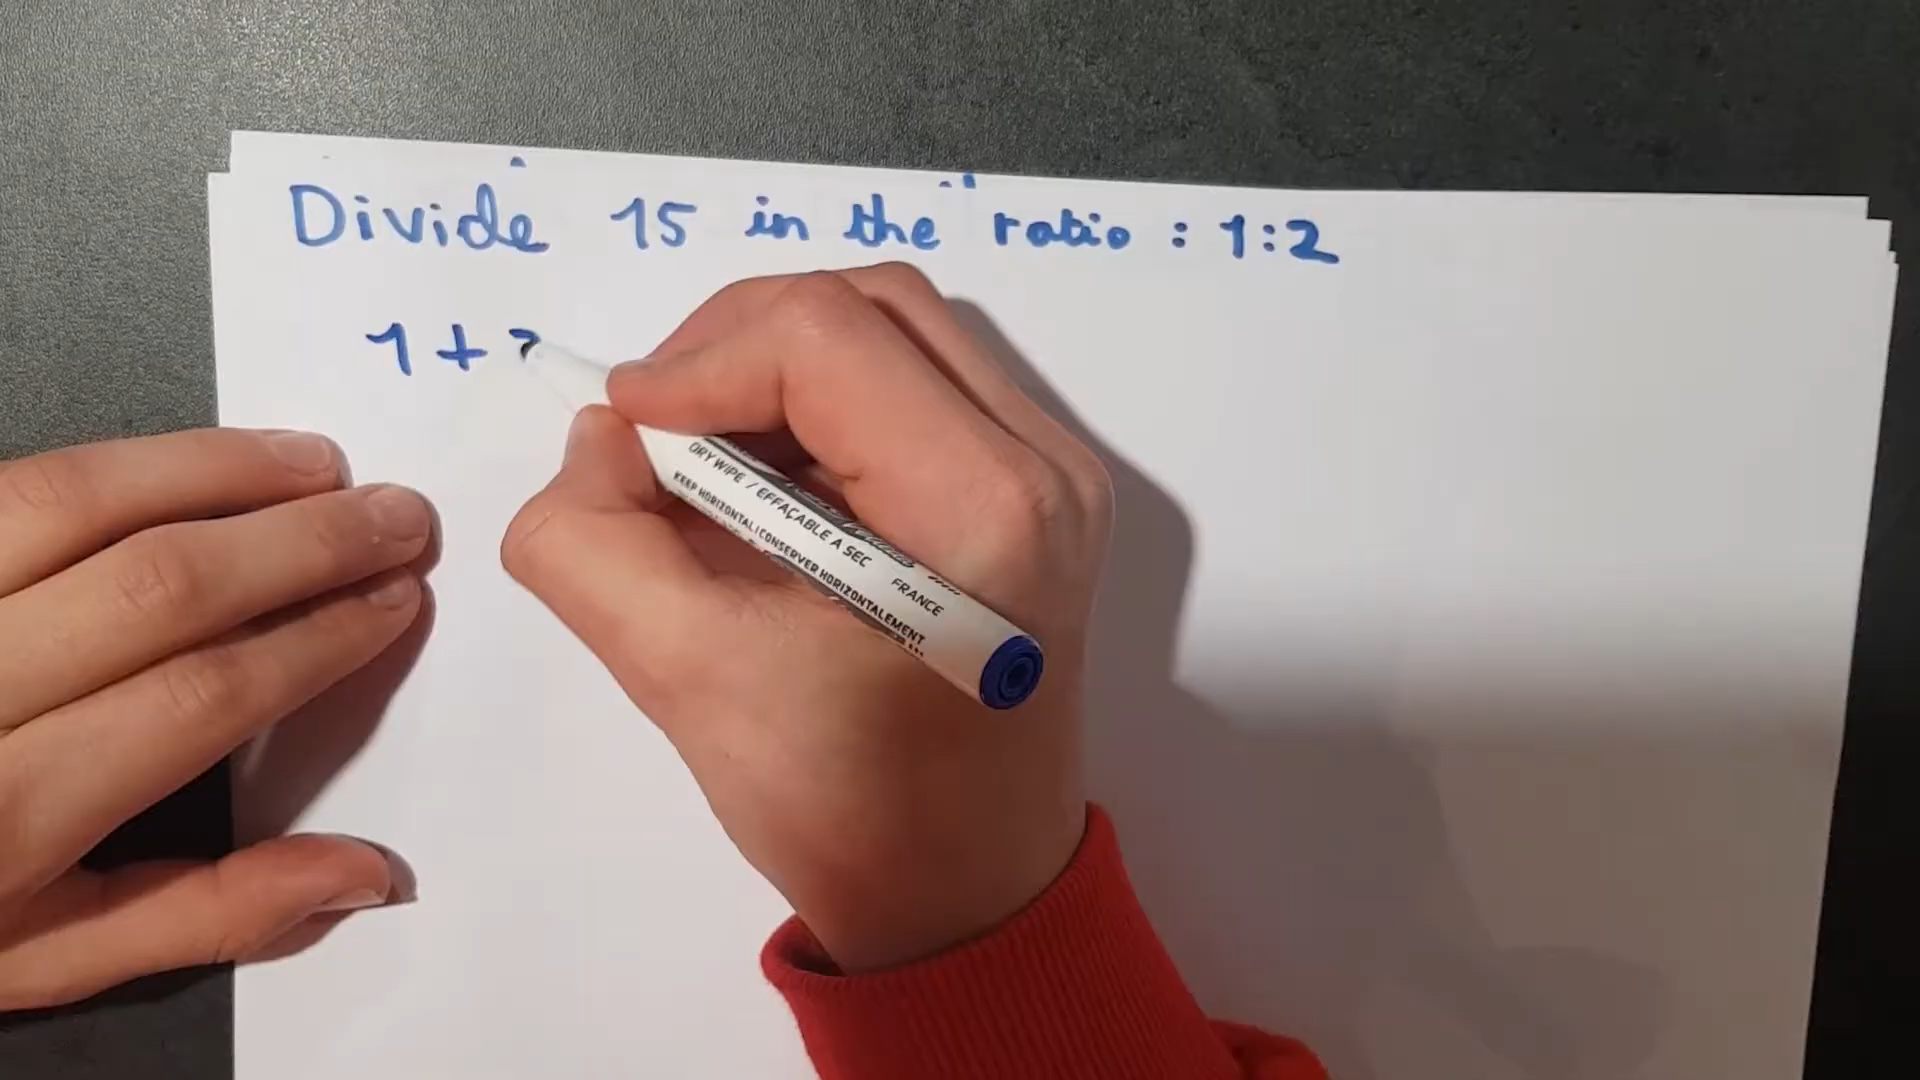 Divide 15 in the ratio : 1:2
1 +
DRY WIPE / EFFAÇABLE A SEC FRANCE
KEEP HORIZONTAL / CONSERVER HORIZONTALEMENT